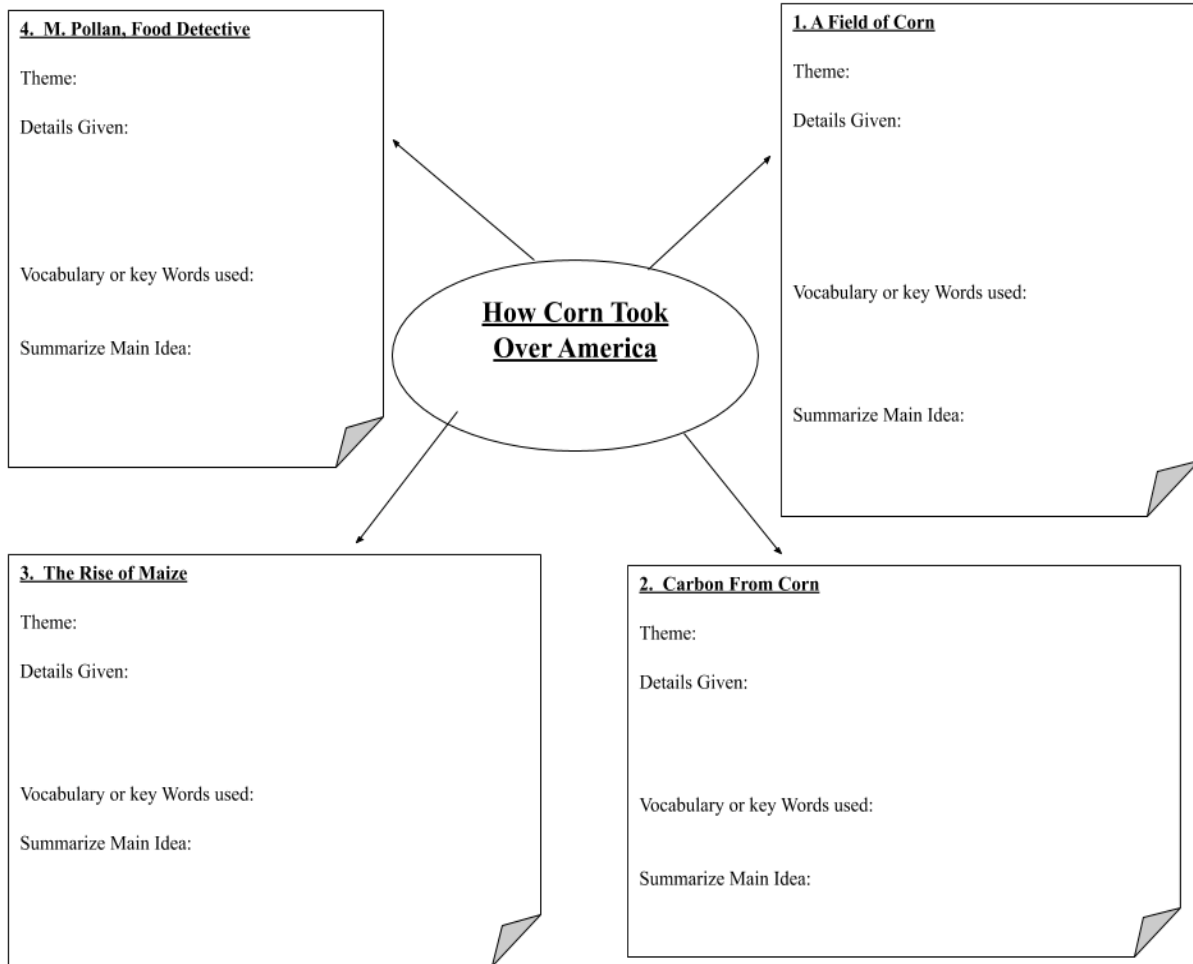 4. M. Pollan, Food Detective
Theme:
Details Given:
Vocabulary or key Words used:
Summarize Main Idea:
1. A Field of Corn
Theme:
Details Given:
Vocabulary or key Words used:
Summarize Main Idea:
How Corn Took
Over America
3. The Rise of Maize
Theme:
Details Given:
Vocabulary or key Words used:
Summarize Main Idea:
2. Carbon From Corn
Theme:
Details Given:
Vocabulary or key Words used:
Summarize Main Idea: